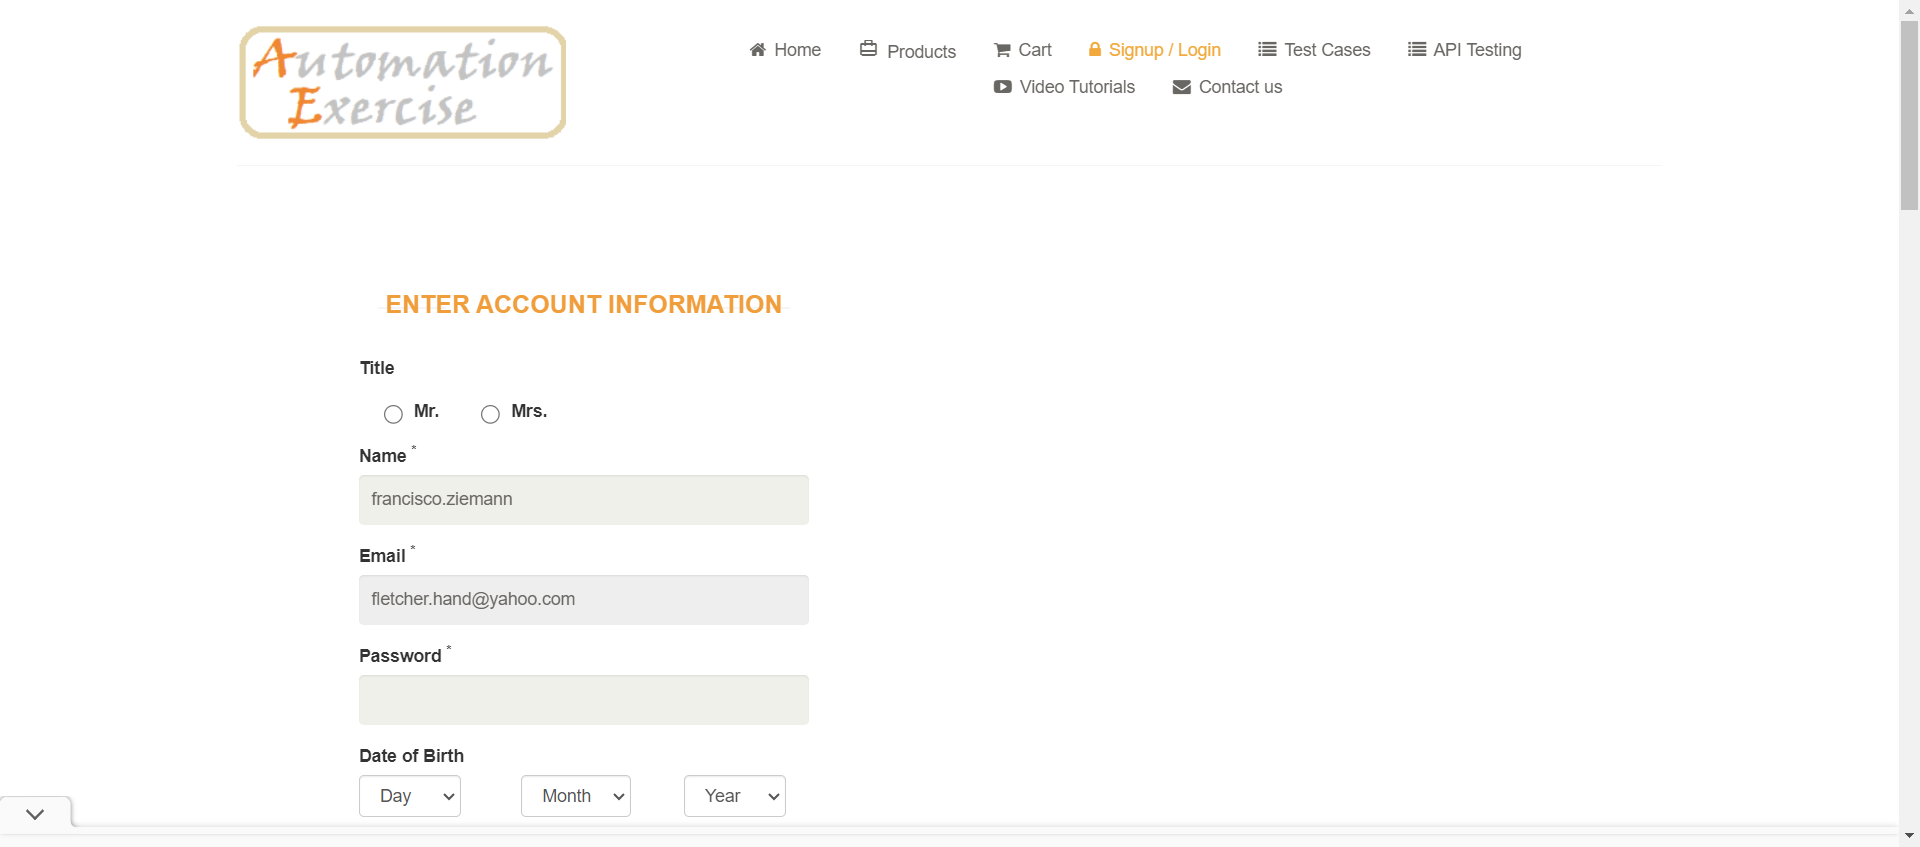 Automation
Exercise
Home Products Cart Signup / Login Test Cases API Testing
Video Tutorials Contact us
ENTER ACCOUNT INFORMATION
Title
Mr. Mrs.
Name *
francisco.ziemann
Email *
fletcher.hand@yahoo.com
Password *
Date of Birth
Day Month Year